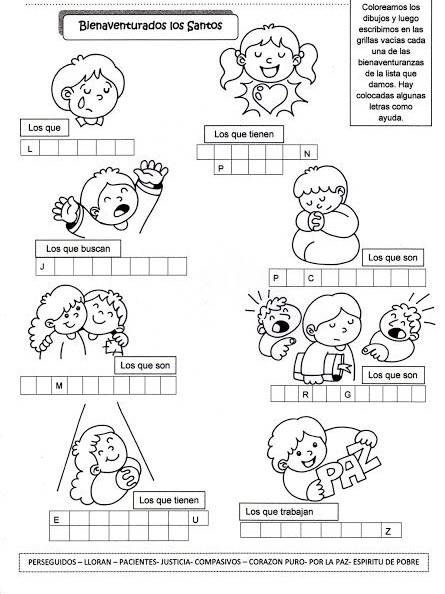 Bienaventurados los Santos
Coloreamos los
dibujos y luego
escribimos en las
grillas vacías cada
una de las
bienaventuranzas
de la lista que
damos. Hay
colocadas algunas
letras como
ayuda.
Los que
L
Los que tienen
N
P
Los que buscan
J
Los que son
P C
Los que son
M
Los que son
R G
Los que tienen
E U
Los que trabajan
PAZ
Z
PERSEGUIDOS – LLORAN – PACIENTES- JUSTICIA- COMPASIVOS – CORAZON PURO- POR LA PAZ- ESPIRITU DE POBRE